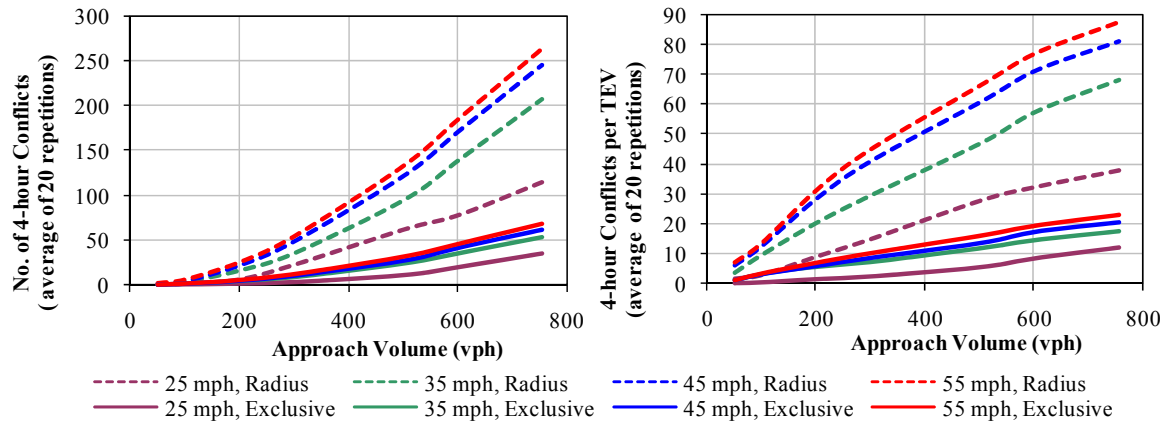 No. of 4-hour Conflicts
( average of 20 repetitions)
300
250
200
150
100
50
0
0 200 400 600 800
Approach Volume (vph)
4-hour Conflicts per TEV
(average of 20 repetitions)
90
80
70
60
50
40
30
20
10
0
0 200 400 600 800
Approach Volume (vph)
25 mph, Radius 35 mph, Radius 45 mph, Radius 55 mph, Radius
25 mph, Exclusive 35 mph, Exclusive 45 mph, Exclusive 55 mph, Exclusive